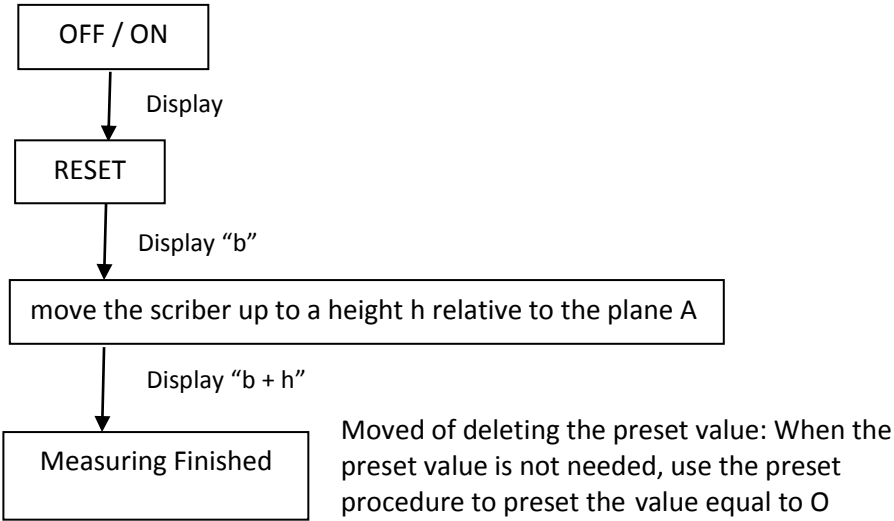 OFF / ON
Display
RESET
Display “b”
move the scriber up to a height h relative to the plane A
Display “b + h”
Measuring Finished
Moved of deleting the preset value: When the
preset value is not needed, use the preset
procedure to preset the value equal to O